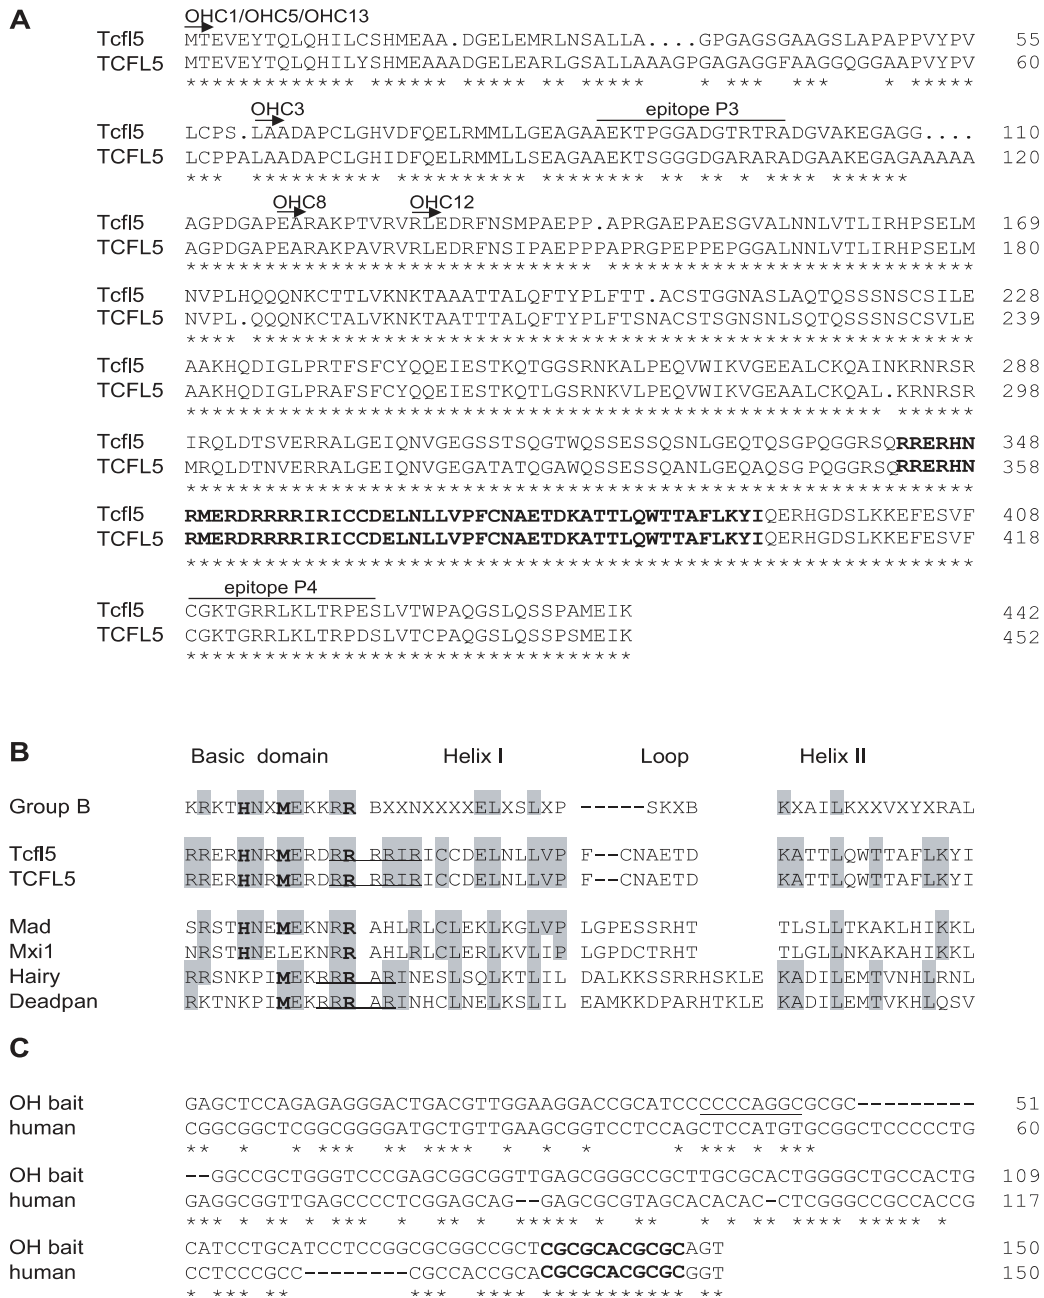 A
OHC1/OHC5/OHC13
Tcfl5 MTEVEYTQLQHILCSHMEAA.DGELEMRLNSALLA....GPGAGSGAAGSLAPAPPVYPV 55
TCFL5 MTEVEYTQLQHILYSHMEAAADGELEARLGSALLAAAGPGAGAGGFAAGGQGGAAPVYPV 60
************* ****** ***** ** ***** * **** *** * *****
OHC3 epitope P3
Tcfl5 LCPS.LAADAPCLGHVDFQELRMMLLGEAGAAEKTPGGADGTRTRADGVAKEGAGG.... 110
TCFL5 LCPPALAADAPCLGHIDFQELRMMLLSEAGAAEKTSGGGDGARARADGAAKEGAGAAAAA 120
*** ********** ********** ******** ** ** * **** ******
OHC8 OHC12
Tcfl5 AGPDGAPEARAKPTVRVRLEDRFNSMPAEPP.APRGAEPAESGVALNNLVTLIRHPSELM 169
TCFL5 AGPDGAPEARAKPAVRVRLEDRFNSIPAEPPPAPRGPEPPEPGGALNNLVTLIRHPSELM 180
******************************* ****************************
Tcfl5 NVPLHQQQNKCTTLVKNKTAAATTALQFTYPLFTT.ACSTGGNASLAQTQSSSNSCSILE 228
TCFL5 NVPL.QQQNKCTALVKNKTAATTTALQFTYPLFTSNACSTSGNSNLSQTQSSSNSCSVLE 239
**** ****************************** ************************
Tcfl5 AAKHQDIGLPRTFSFCYQQEIESTKQTGGSRNKALPEQVWIKVGEEALCKQAINKRNRSR 288
TCFL5 AAKHQDIGLPRAFSFCYQQEIESTKQTLGSRNKVLPEQVWIKVGEAALCKQAL.KRNRSR 298
***************************************************** ******
Tcfl5 IRQLDTSVERRALGEIQNVGEGSSTSQGTWQSSESSQSNLGEQTQSGPQGGRSQRRERHN 348
TCFL5 MRQLDTNVERRALGEIQNVGEGATATQGAWQSSESSQANLGEQAQSGPQGGRSQRRERHN 358
************************************************************
Tcfl5 RMERDRRRRIRICCDELNLLVPFCNAETDKATTLQWTTAFLKYIQERHGDSLKKEFESVF 408
TCFL5 RMERDRRRRIRICCDELNLLVPFCNAETDKATTLQWTTAFLKYIQERHGDSLKKEFESVF 418
************************************************************
epitope P4
Tcfl5 CGKTGRRLKLTRPESLVTWPAQGSLQSSPAMEIK 442
TCFL5 CGKTGRRLKLTRPDSLVTCPAQGSLQSSPSMEIK 452
**********************************
B
Basic domain Helix I Loop Helix II
Group B KRKTHNXMEKKRR BXXNXXXXELXSLXP -----SKXB KXAILKXXVXYXRAL
Tcfl5 RRERHNRMERDRR RRIRICCDELNLLVP F--CNAETD KATTLQWTTAFLKYI
TCFL5 RRERHNRMERDRR RRIRICCDELNLLVP F--CNAETD KATTLQWTTAFLKYI
Mad SRSTHNEMEKNRR AHLRLCLEKLKGLVP LGPESSRHT TLSLLTKAKLHIKKL
Mxi1 NRSTHNELEKNRR AHLRLCLERLKVLIP LGPDCTRHT TLGLLNKAKAHIKKL
Hairy RRSNKPIMEKRRR ARINESLSQLKTLIL DALKKSSRRHSKLE KADILEMTVNHLRNL
Deadpan RKTNKPIMEKRRR ARINHCLNELKSLIL EAMKKDPARHTKLE KADILEMTVKHLQSV
C
OH bait GAGCTCCAGAGAGGGACTGACGTTGGAAGGACCGCATCCCCCCAGGCGCGC--------- 51
human CGGCGGCTCGGCGGGGATGCTGTTGAAGCGGTCCTCCAGCTCCATGTGCGGCTCCCCCTG 60
** * * *** * **** * * * ** * * *** ***
OH bait --GGCCGCTGGGTCCCGAGCGGCGGTTGAGCGGGCCGCTTGCGCACTGGGGCTGCCACTG 109
human GAGGCGGTTGAGCCCCTCGGAGCAG--GAGCGCGTAGCACACAC-CTCGGGCCGCCACCG 117
OH bait CATCCTGCATCCTCCGGCGCGGCCGCTCGCGCACGCGCAGT 150
human CCTCCCGCC--------CGCCACCGCACGCGCACGCGCGGT 150
* *** ** *** **** *********** **